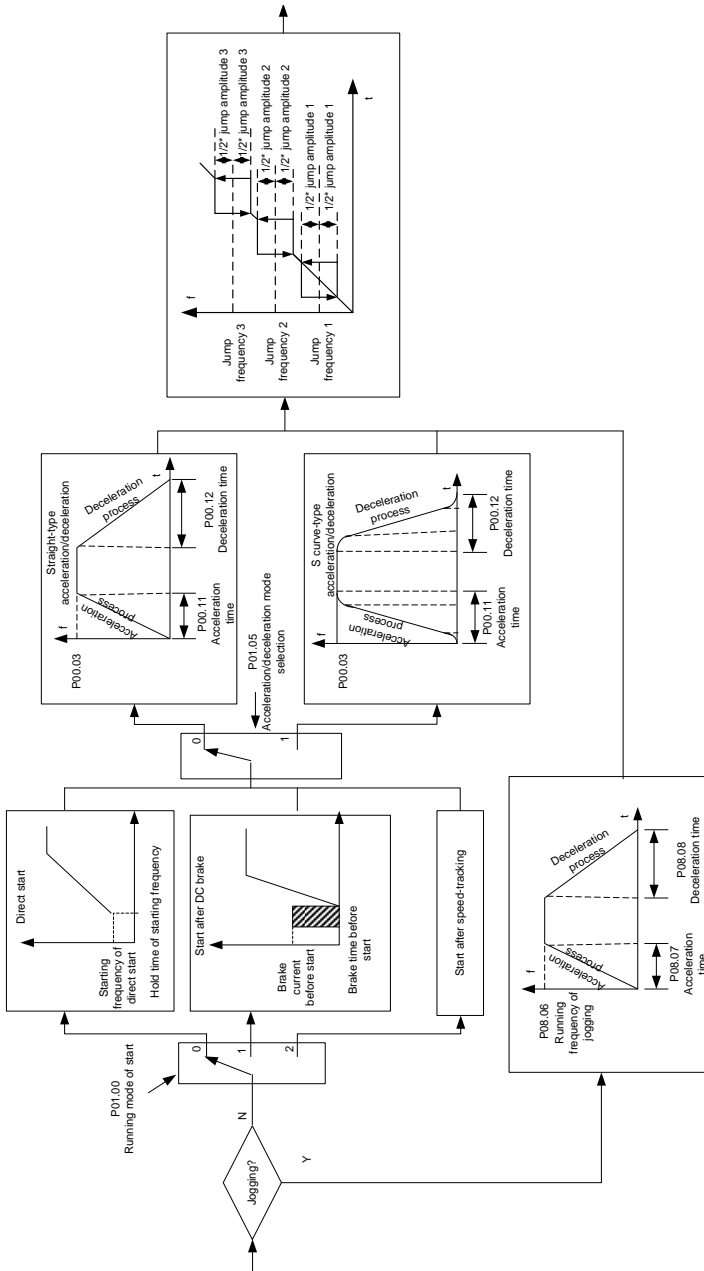 Jogging?
N
Y
P01.00
Running mode of start
0
1
2
Direct start
Starting
frequency of
direct start
Hold time of starting frequency
Start after DC brake
Brake
current
before start
Brake time before
start
Start after speed-tracking
P08.06
Running
frequency of
jogging
f
Acceleration
process
Deceleration
process
t
P08.07
Acceleration
time
P08.08
Deceleration time
0
1
P01.05
Acceleration/deceleration mode
selection
Straight-type
acceleration/deceleration
P00.03
f
Acceleration
process
Deceleration
process
t
P00.11
Acceleration
time
P00.12
Deceleration time
S curve-type
acceleration/deceleration
P00.03
f
Acceleration
process
Deceleration
process
t
P00.11
Acceleration
time
P00.12
Deceleration time
f
Jump
frequency 3
Jump
frequency 2
Jump
frequency 1
1/2* jump amplitude 3
1/2* jump amplitude 3
1/2* jump amplitude 2
1/2* jump amplitude 2
1/2* jump amplitude 1
1/2* jump amplitude 1
t